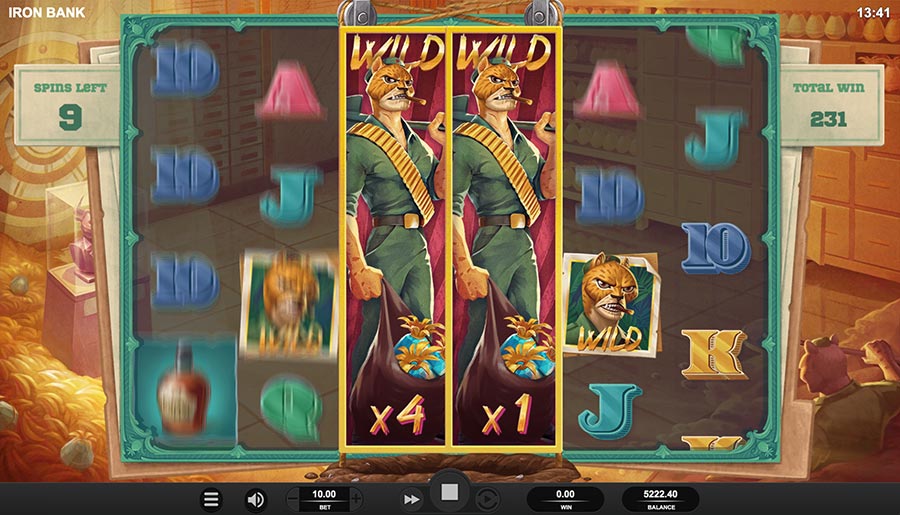 IRON BANK
13:41
SPINS LEFT
9
TOTAL WIN
231
WILD
WILD
10
A
A
J
10
J
10
10
10
WILD
WILD
K
Q
J
K
x4
x1
10.00
BET
0.00
WIN
5222.40
BALANCE